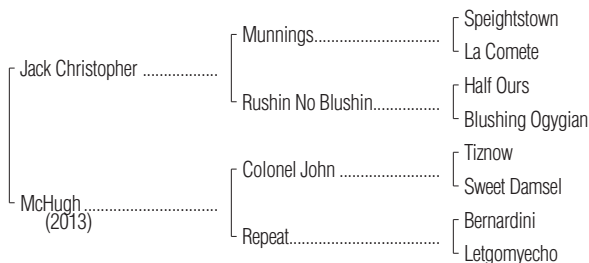 Speightstown
Munnings
La Comete
Jack Christopher
Half Ours
Rushin No Blushin
Blushing Ogygian
Tiznow
Colonel John
Sweet Damsel
McHugh
(2013)
Bernardini
Repeat
Letgomyecho